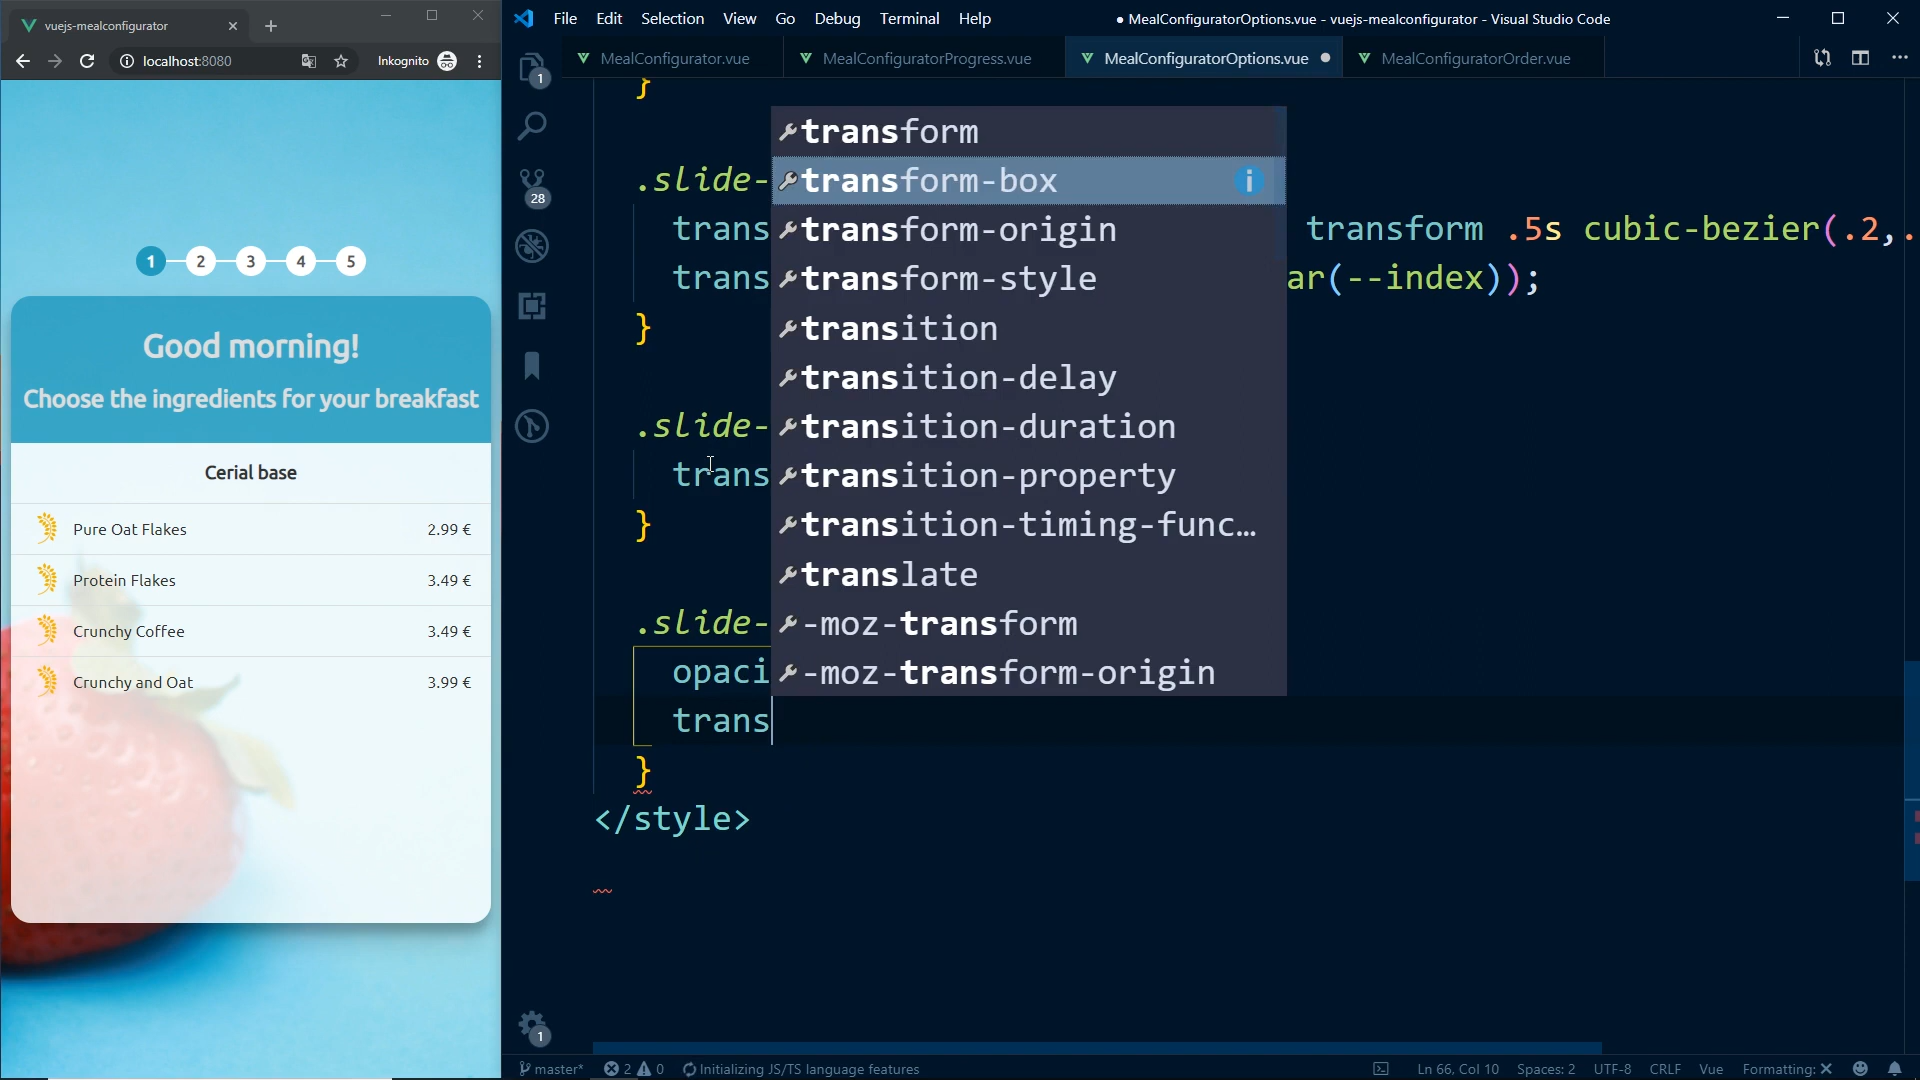 vuejs-mealconfigurator
localhost:8080
Inkognito
1
2
3
4
5
Good morning!
Choose the ingredients for your breakfast
Cerial base
Pure Oat Flakes 2.99 €
Protein Flakes 3.49 €
Crunchy Coffee 3.49 €
Crunchy and Oat 3.99 €
File Edit Selection View Go Debug Terminal Help
● MealConfiguratorOptions.vue - vuejs-mealconfigurator - Visual Studio Code
MealConfigurator.vue
MealConfiguratorProgress.vue
MealConfiguratorOptions.vue
MealConfiguratorOrder.vue
1
28
1
}
.slide-
trans transform .5s cubic-bezier(.2,.
trans ar(--index));
}
.slide-
trans
}
.slide-
opaci
trans
}
</style>
transform
transform-box
transform-origin
transform-style
transition
transition-delay
transition-duration
transition-property
transition-timing-func…
translate
-moz-transform
-moz-transform-origin
master* 2 0 Initializing JS/TS language features
Ln 66, Col 10 Spaces: 2 UTF-8 CRLF Vue Formatting: ✕